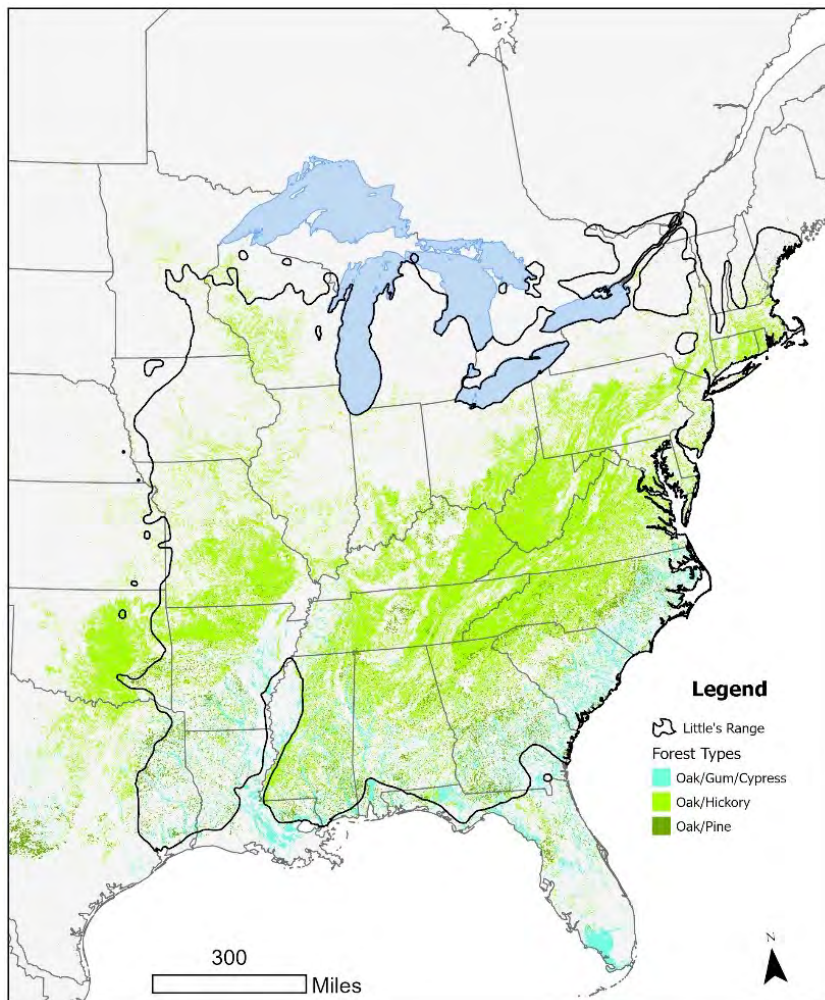 Legend
Little's Range
Forest Types
Oak/Gum/Cypress
Oak/Hickory
Oak/Pine
N
300
Miles